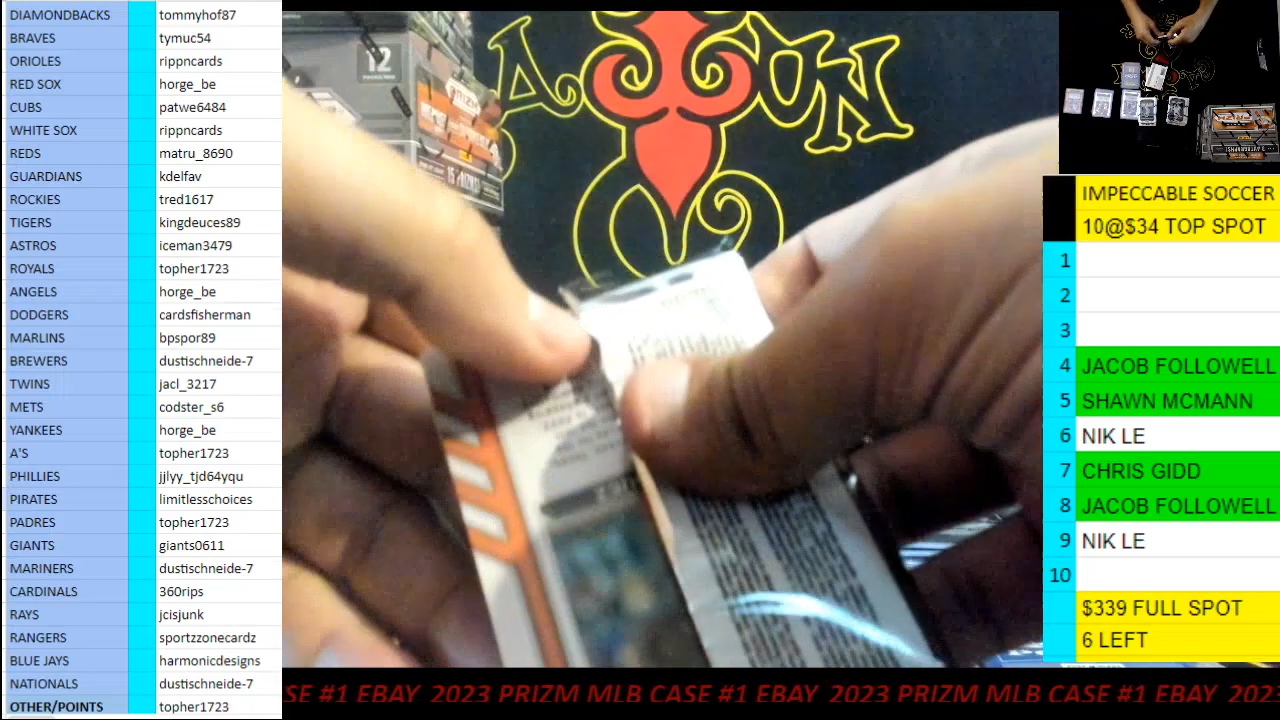 DIAMONDBACKS tommyhof87
BRAVES tymuc54
ORIOLES rippncards
RED SOX horge_be
CUBS patwe6484
WHITE SOX rippncards
REDS matru_8690
GUARDIANS kdelfav
ROCKIES tred1617
TIGERS kingdeuces89
ASTROS iceman3479
ROYALS topher1723
ANGELS horge_be
DODGERS cardsfisherman
MARLINS bpspor89
BREWERS dustischneide-7
TWINS jacl_3217
METS codster_s6
YANKEES horge_be
A'S topher1723
PHILLIES jjlyy_tjd64yqu
PIRATES limitlesschoices
PADRES topher1723
GIANTS giants0611
MARINERS dustischneide-7
CARDINALS 360rips
RAYS jcisjunk
RANGERS sportzzonecardz
BLUE JAYS harmonicdesigns
NATIONALS dustischneide-7
OTHER/POINTS topher1723
12
IMPECCABLE SOCCER
10@$34 TOP SPOT
1
2
3
4 JACOB FOLLOWELL
5 SHAWN MCMANN
6 NIK LE
7 CHRIS GIDD
8 JACOB FOLLOWELL
9 NIK LE
10
$339 FULL SPOT
6 LEFT
SE #1 EBAY 2023 PRIZM MLB CASE #1 EBAY 2023 PRIZM MLB CASE #1 EBAY 202